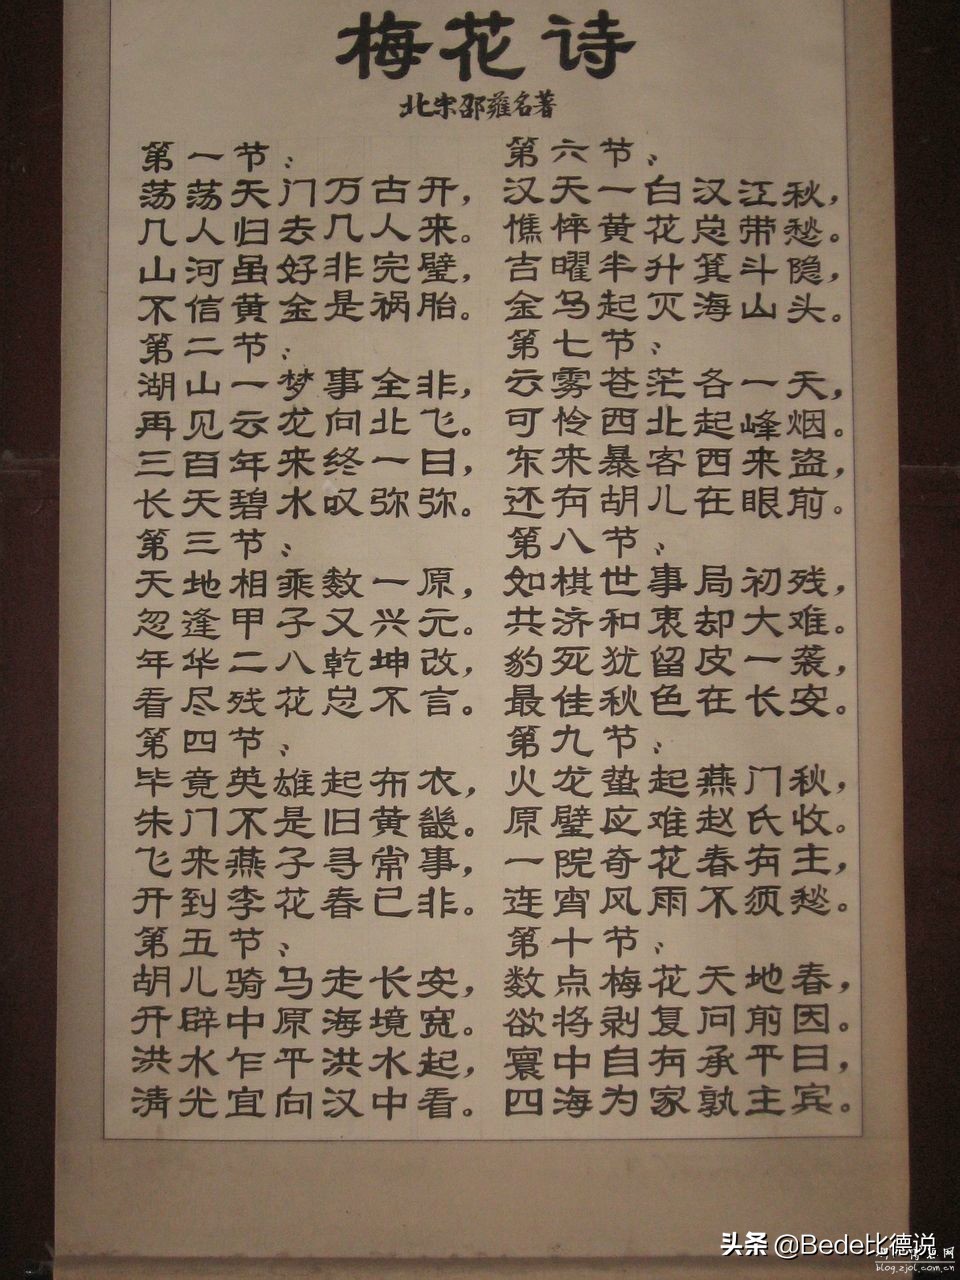 梅花诗
北宋邵雍名著
第一节：
荡荡天门万古开，
几人归去几人来。
山河虽好非完璧，
不信黄金是祸胎。
第二节：
湖山一梦事全非，
再见云龙向北飞。
三百年来终一日，
长天碧水叹弥弥。
第三节：
天地相乘数一原，
忽逢甲子又兴元。
年华二八乾坤改，
看尽残花总不言。
第四节：
毕竟英雄起布衣，
朱门不是旧黄畿。
飞来燕子寻常事，
开到李花春已非。
第五节：
胡儿骑马走长安，
开辟中原海境宽。
洪水乍平洪水起，
清光宜向汉中看。
第六节：
汉天一白汉江秋，
憔悴黄花总带愁。
吉曜半升箕斗隐，
金乌起灭海山头。
第七节：
云雾苍茫各一天，
可怜西北起峰烟。
东来暴客西来盗，
还有胡儿在眼前。
第八节：
如棋世事局初残，
共济和衷却大难。
豹死犹留皮一袭，
最佳秋色在长安。
第九节：
火龙蛰起燕门秋，
原璧应难赵氏收。
一院奇花春有主，
连宵风雨不须愁。
第十节：
数点梅花天地春，
欲将剥复问前因。
寰中自有承平日，
四海为家孰主宾。
头条 @Bede比德说
blog.zjol.com.cn